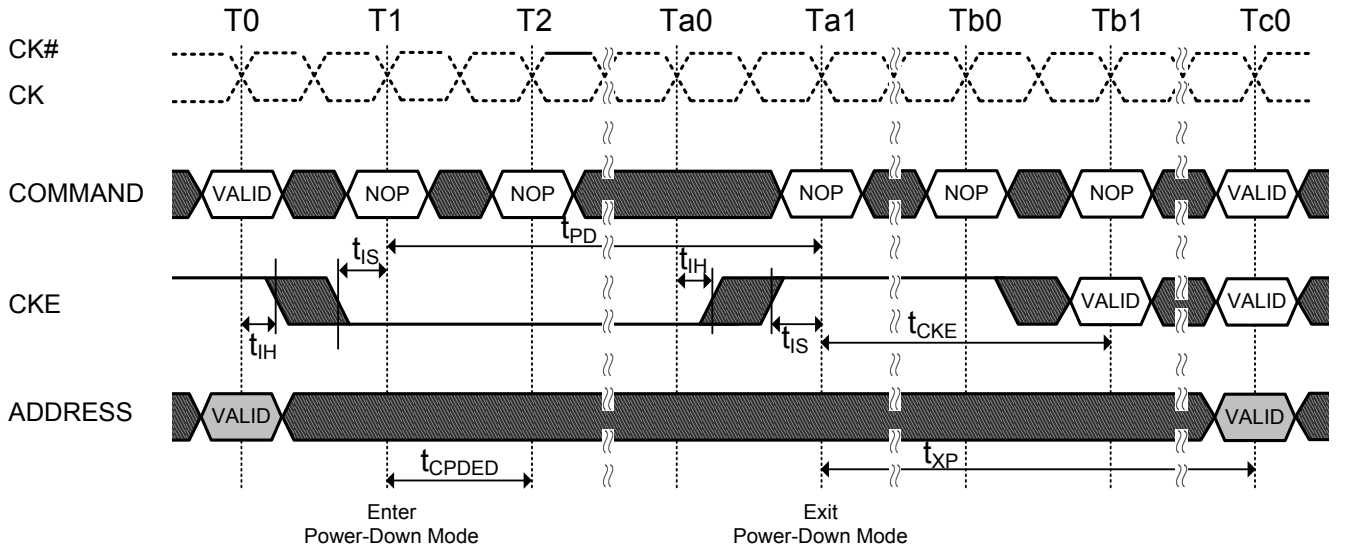 T0 T1 T2 Ta0 Ta1 Tb0 Tb1 Tc0
CK#
CK
COMMAND VALID NOP NOP NOP NOP NOP VALID
tPD
tIS tIH
CKE VALID VALID
tIH tIS tCKE
ADDRESS VALID VALID
tCPDED tXP
Enter Exit
Power-Down Mode Power-Down Mode